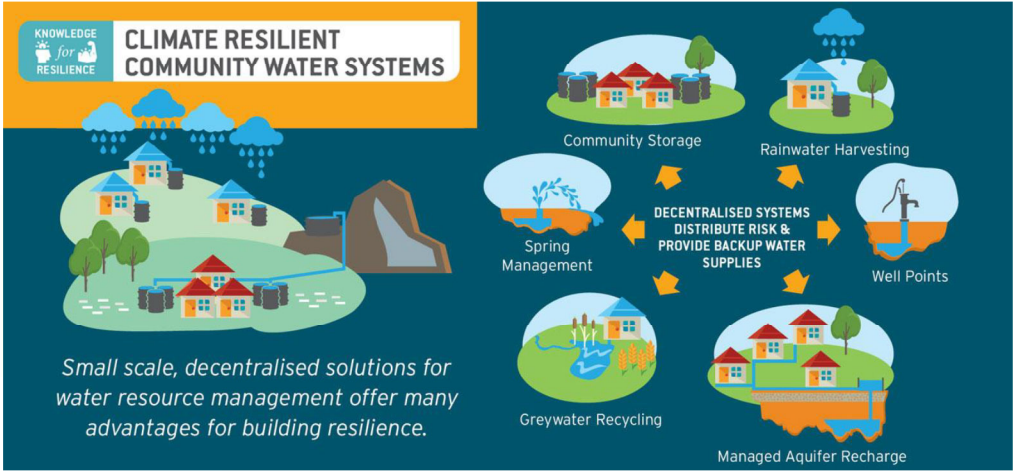 KNOWLEDGE
for
RESILIENCE
CLIMATE RESILIENT
COMMUNITY WATER SYSTEMS
Small scale, decentralised solutions for
water resource management offer many
advantages for building resilience.
Community Storage
Rainwater Harvesting
Spring
Management
DECENTRALISED SYSTEMS
DISTRIBUTE RISK &
PROVIDE BACKUP WATER
SUPPLIES
Well Points
Greywater Recycling
Managed Aquifer Recharge